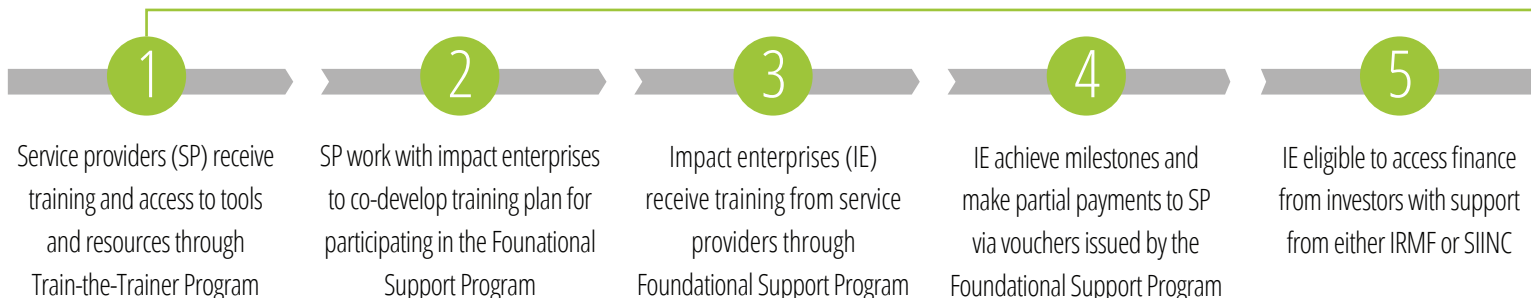 1
Service providers (SP) receive
training and access to tools
and resources through
Train-the-Trainer Program
2
SP work with impact enterprises
to co-develop training plan for
participating in the Founational
Support Program
3
Impact enterprises (IE)
receive training from service
providers through
Foundational Support Program
4
IE achieve milestones and
make partial payments to SP
via vouchers issued by the
Foundational Support Program
5
IE eligible to access finance
from investors with support
from either IRMF or SIINC